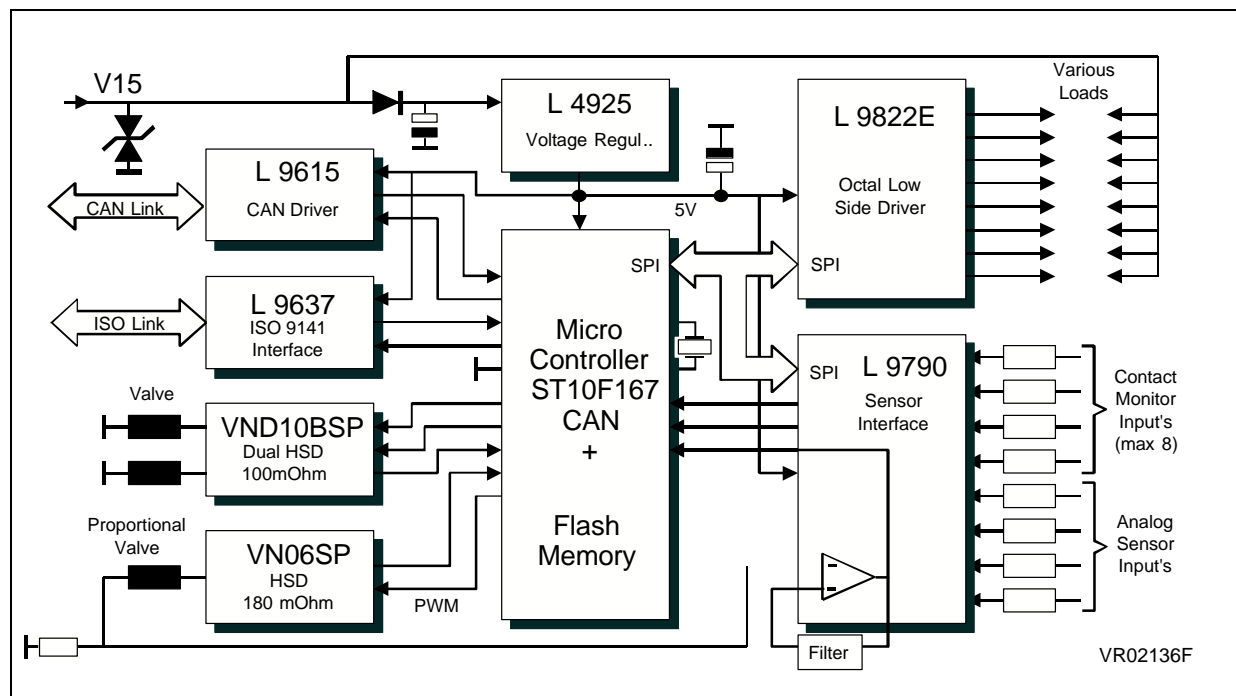 V15
L 4925
Voltage Regul..
L 9822E
Octal Low
Side Driver
SPI
Various
Loads
L 9615
CAN Driver
CAN Link
5V
SPI
L 9637
ISO 9141
Interface
ISO Link
Micro
Controller
ST10F167
CAN
+
Flash
Memory
SPI
L 9790
Sensor
Interface
Contact
Monitor
Input's
(max 8)
Valve
VND10BSP
Dual HSD
100mOhm
Proportional
Valve
VN06SP
HSD
180 mOhm
PWM
Analog
Sensor
Input's
Filter
VR02136F